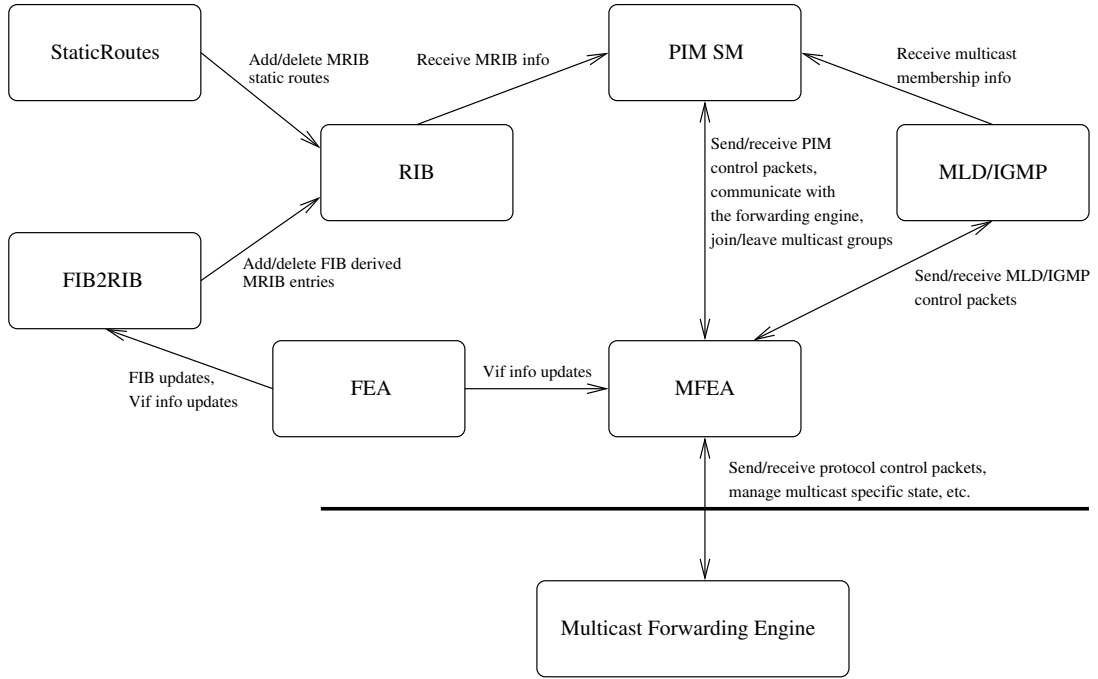 StaticRoutes
Add/delete MRIB
static routes
Receive MRIB info
PIM SM
Receive multicast
membership info
RIB
Send/receive PIM
control packets,
communicate with
the forwarding engine,
join/leave multicast groups
MLD/IGMP
FIB2RIB
Add/delete FIB derived
MRIB entries
Send/receive MLD/IGMP
control packets
FIB updates,
Vif info updates
FEA
Vif info updates
MFEA
Send/receive protocol control packets,
manage multicast specific state, etc.
Multicast Forwarding Engine